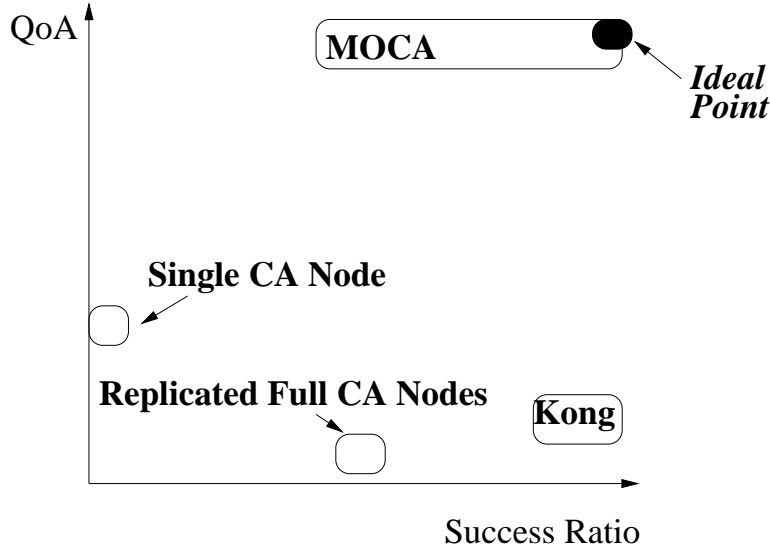 QoA
MOCA
Ideal
Point
Single CA Node
Replicated Full CA Nodes
Kong
Success Ratio